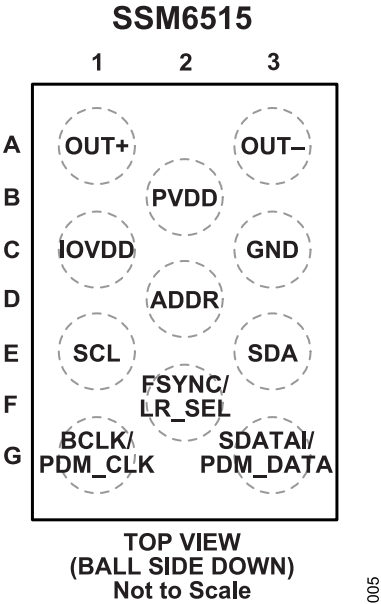 SSM6515
1 2 3
A OUT+ OUT–
B PVDD
C IOVDD GND
D ADDR
E SCL SDA
F FSYNC/
LR_SEL
G BCLK/ SDATAI/
PDM_CLK PDM_DATA
TOP VIEW
(BALL SIDE DOWN)
Not to Scale
005